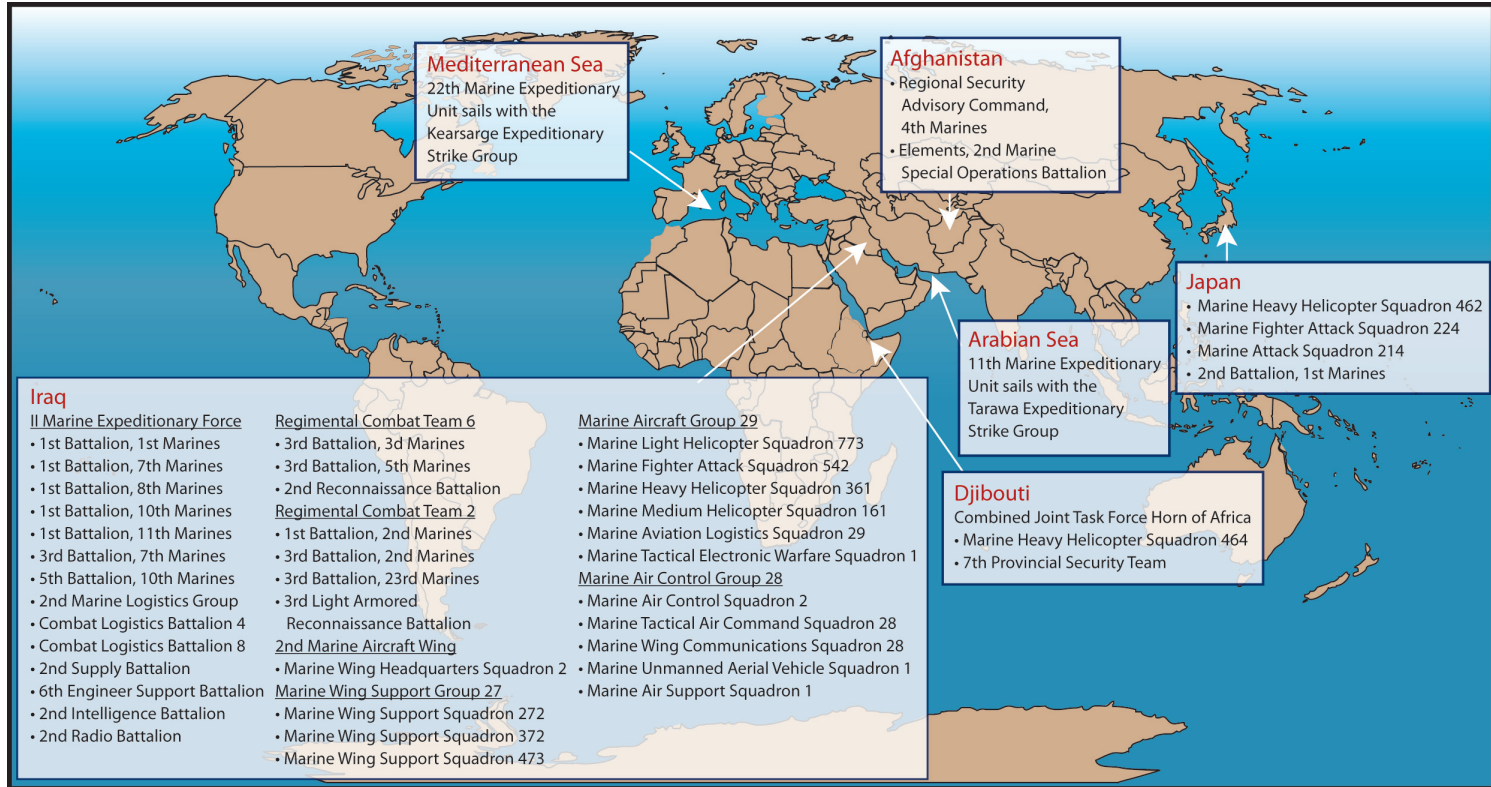 Mediterranean Sea
22th Marine Expeditionary
Unit sails with the
Kearsarge Expeditionary
Strike Group
Afghanistan
• Regional Security
Advisory Command,
4th Marines
• Elements, 2nd Marine
Special Operations Battalion
Japan
• Marine Heavy Helicopter Squadron 462
• Marine Fighter Attack Squadron 224
• Marine Attack Squadron 214
• 2nd Battalion, 1st Marines
Arabian Sea
11th Marine Expeditionary
Unit sails with the
Tarawa Expeditionary
Strike Group
Djibouti
Combined Joint Task Force Horn of Africa
• Marine Heavy Helicopter Squadron 464
• 7th Provincial Security Team
Iraq
II Marine Expeditionary Force
• 1st Battalion, 1st Marines
• 1st Battalion, 7th Marines
• 1st Battalion, 8th Marines
• 1st Battalion, 10th Marines
• 1st Battalion, 11th Marines
• 3rd Battalion, 7th Marines
• 5th Battalion, 10th Marines
• 2nd Marine Logistics Group
• Combat Logistics Battalion 4
• Combat Logistics Battalion 8
• 2nd Supply Battalion
• 6th Engineer Support Battalion
• 2nd Intelligence Battalion
• 2nd Radio Battalion
Regimental Combat Team 6
• 3rd Battalion, 3d Marines
• 3rd Battalion, 5th Marines
• 2nd Reconnaissance Battalion
Regimental Combat Team 2
• 1st Battalion, 2nd Marines
• 3rd Battalion, 2nd Marines
• 3rd Battalion, 23rd Marines
• 3rd Light Armored
Reconnaissance Battalion
2nd Marine Aircraft Wing
• Marine Wing Headquarters Squadron 2
Marine Wing Support Group 27
• Marine Wing Support Squadron 272
• Marine Wing Support Squadron 372
• Marine Wing Support Squadron 473
Marine Aircraft Group 29
• Marine Light Helicopter Squadron 773
• Marine Fighter Attack Squadron 542
• Marine Heavy Helicopter Squadron 361
• Marine Medium Helicopter Squadron 161
• Marine Aviation Logistics Squadron 29
• Marine Tactical Electronic Warfare Squadron 1
Marine Air Control Group 28
• Marine Air Control Squadron 2
• Marine Tactical Air Command Squadron 28
• Marine Wing Communications Squadron 28
• Marine Unmanned Aerial Vehicle Squadron 1
• Marine Air Support Squadron 1